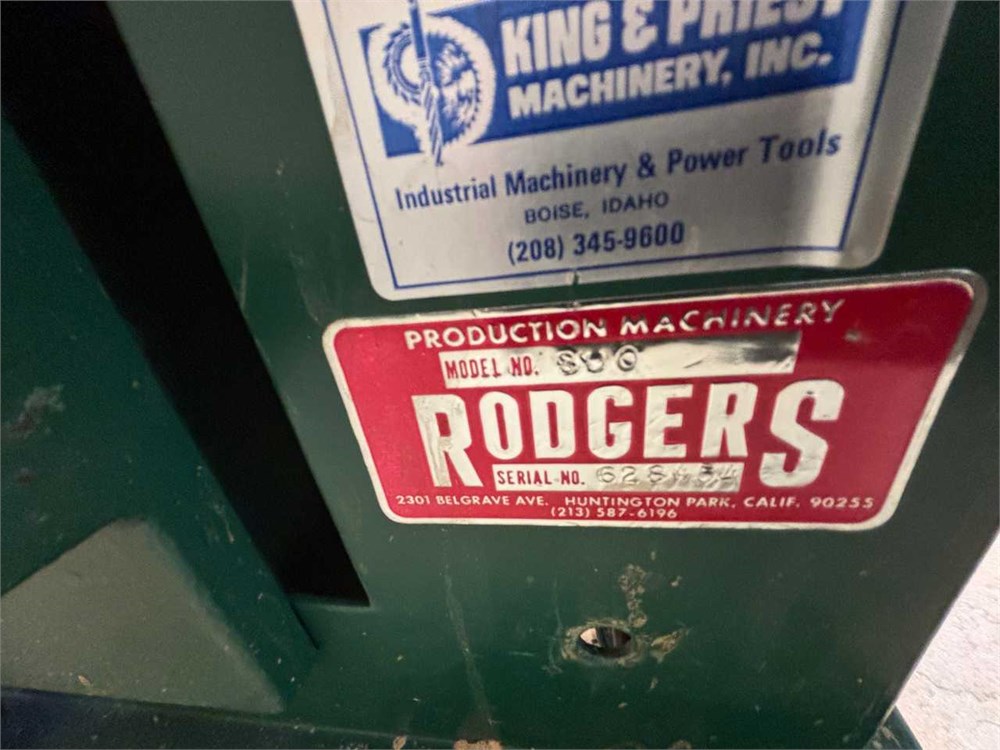 KING & PRIEST
MACHINERY, INC.
Industrial Machinery & Power Tools
BOISE, IDAHO
(208) 345-9600
PRODUCTION MACHINERY
MODEL NO.
RODGERS
SERIAL NO.
2301 BELGRAVE AVE. HUNTINGTON PARK, CALIF. 90255
(213) 587-6196